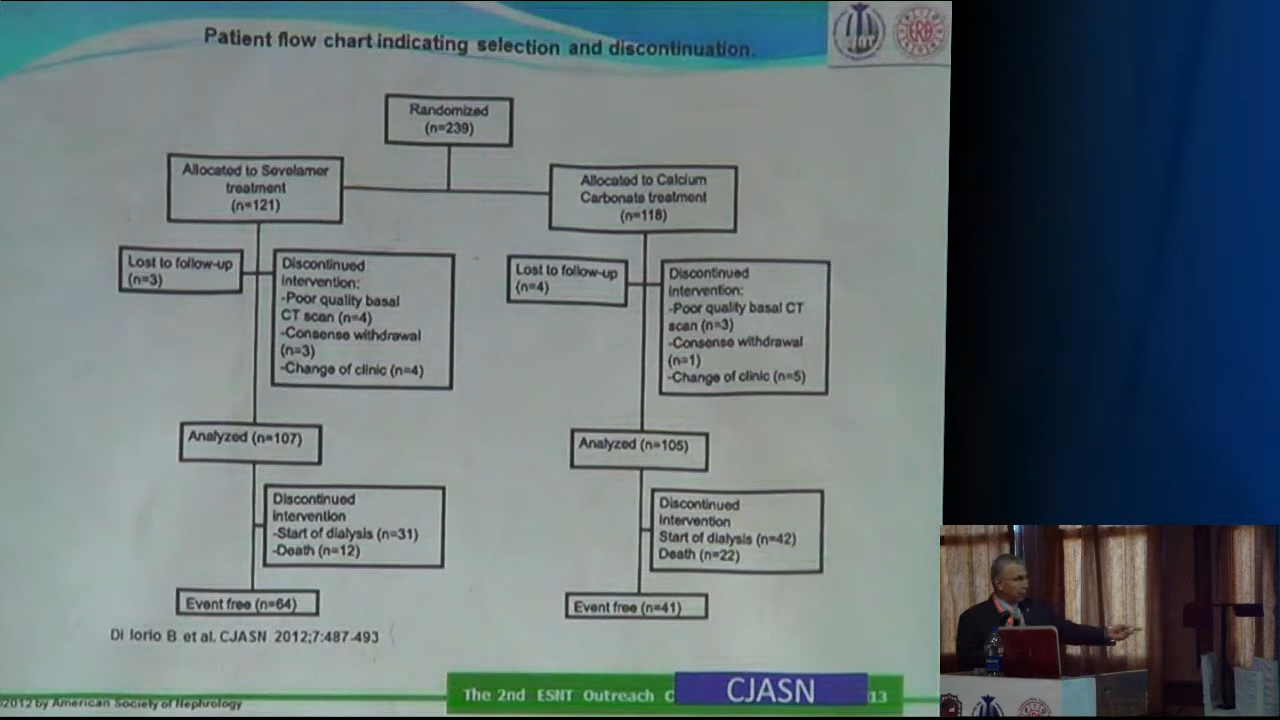 Patient flow chart indicating selection and discontinuation.
Randomized
(n=239)
Allocated to Sevelamer
treatment
(n=121)
Allocated to Calcium
Carbonate treatment
(n=118)
Lost to follow-up
(n=3)
Discontinued
intervention:
-Poor quality basal
CT scan (n=4)
-Consense withdrawal
(n=3)
-Change of clinic (n=4)
Lost to follow-up
(n=4)
Discontinued
intervention:
-Poor quality basal CT
scan (n=3)
-Consense withdrawal
(n=1)
-Change of clinic (n=5)
Analyzed (n=107)
Analyzed (n=105)
Discontinued
intervention
-Start of dialysis (n=31)
-Death (n=12)
Discontinued
intervention
Start of dialysis (n=42)
Death (n=22)
Event free (n=64)
Event free (n=41)
Di Iorio B et al. CJASN 2012;7:487-493
The 2nd ESNT Outreach C
CJASN
13
©2012 by American Society of Nephrology